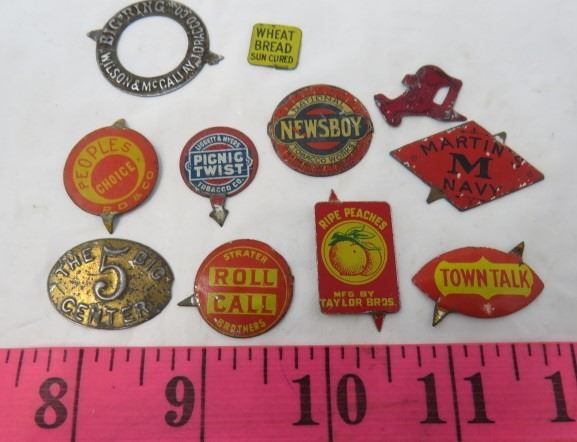 BIG-RING
WILSON & McCALLAY TOBACCO CO.
WHEAT
BREAD
SUN CURED
NATIONAL
NEWSBOY
TOBACCO WORKS
PEOPLES
CHOICE
LIGGETT & MYERS
PICNIC
TWIST
TOBACCO CO.
MARTIN'S
M
NAVY
THE BIG
5
CENTER
STRATER
ROLL
CALL
BROTHERS
RIPE PEACHES
MFG BY
TAYLOR BROS.
TOWN TALK
8 9 10 11 1